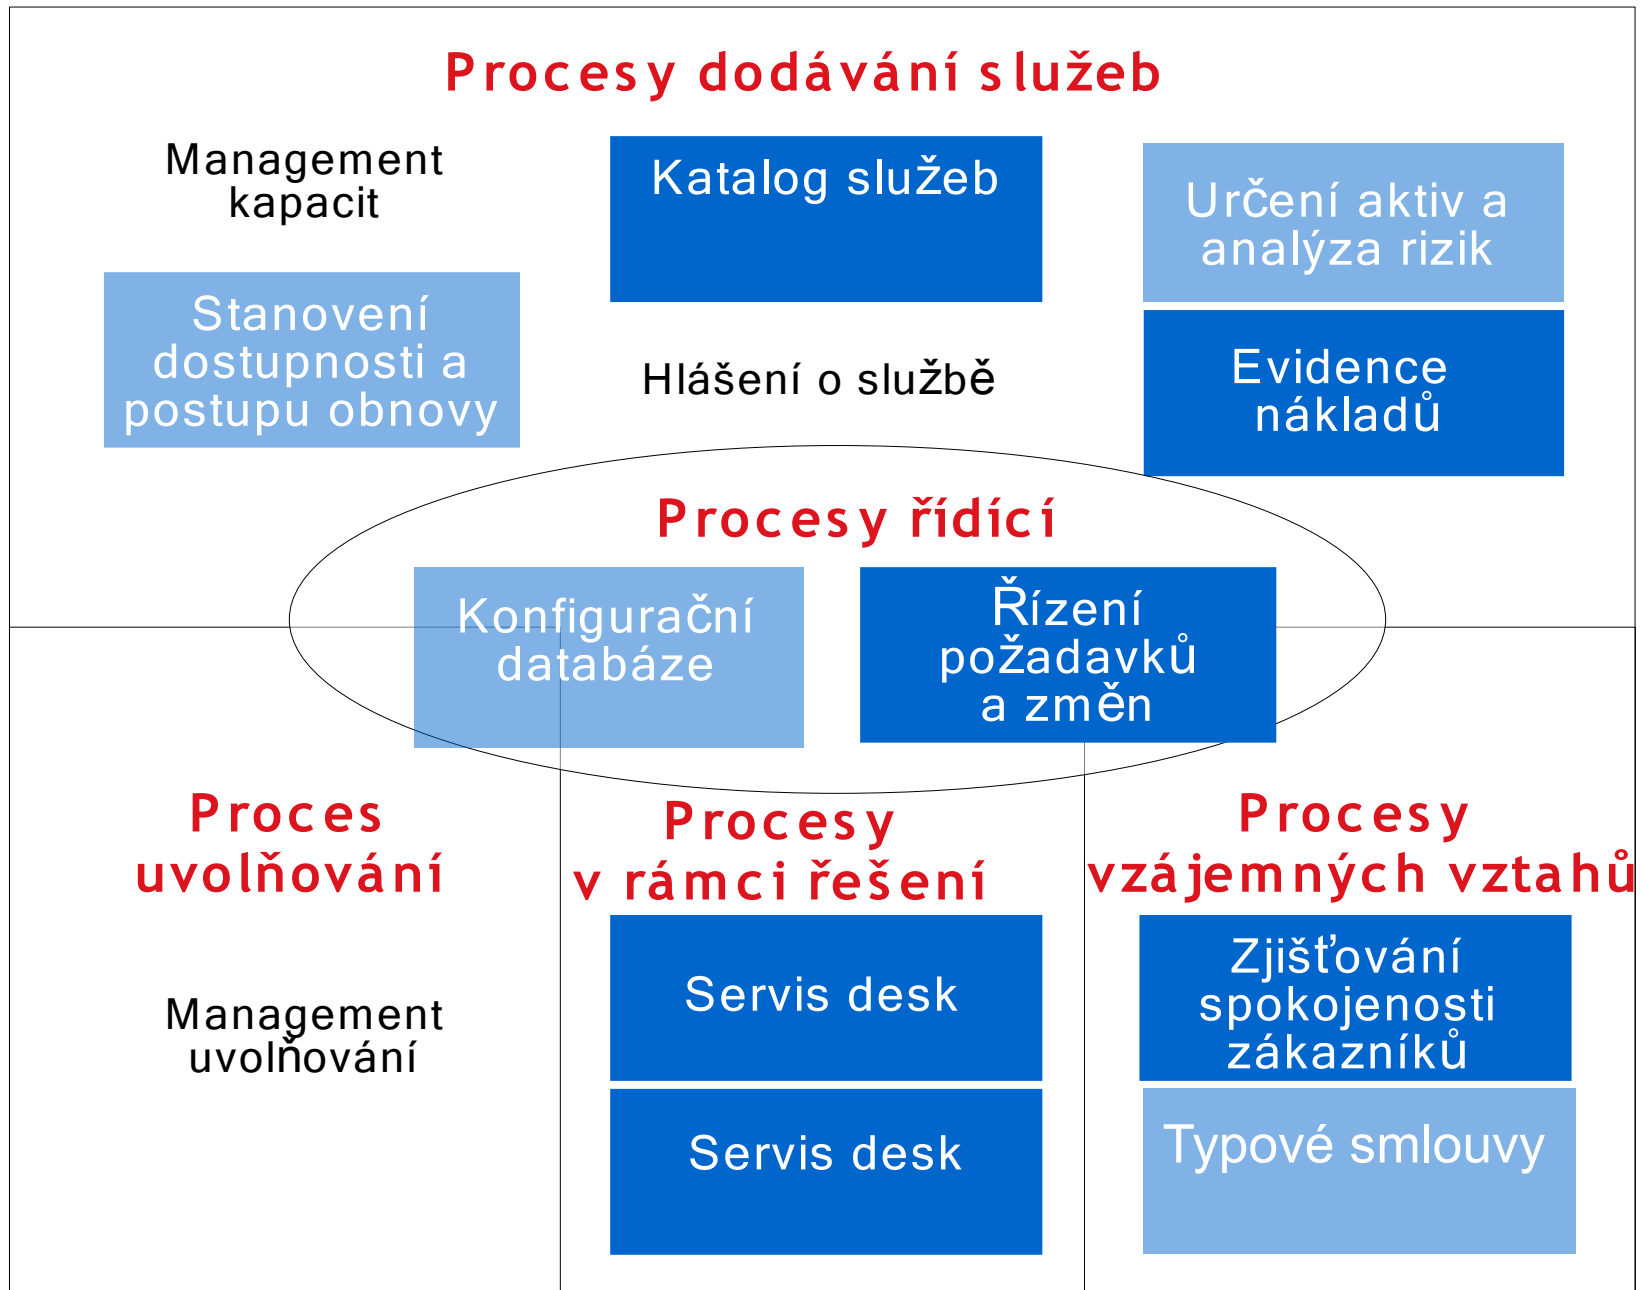 Procesy dodávání služeb
Management
kapacit
Katalog služeb
Určení aktiv a
analýza rizik
Stanovení
dostupnosti a
postupu obnovy
Hlášení o službě
Evidence
nákladů
Procesy řídící
Konfigurační
databáze
Řízení
požadavků
a změn
Proces
uvolňování
Management
uvolňování
Procesy
v rámci řešení
Servis desk
Servis desk
Procesy
vzájemných vztahů
Zjišťování
spokojenosti
zákazníků
Typové smlouvy